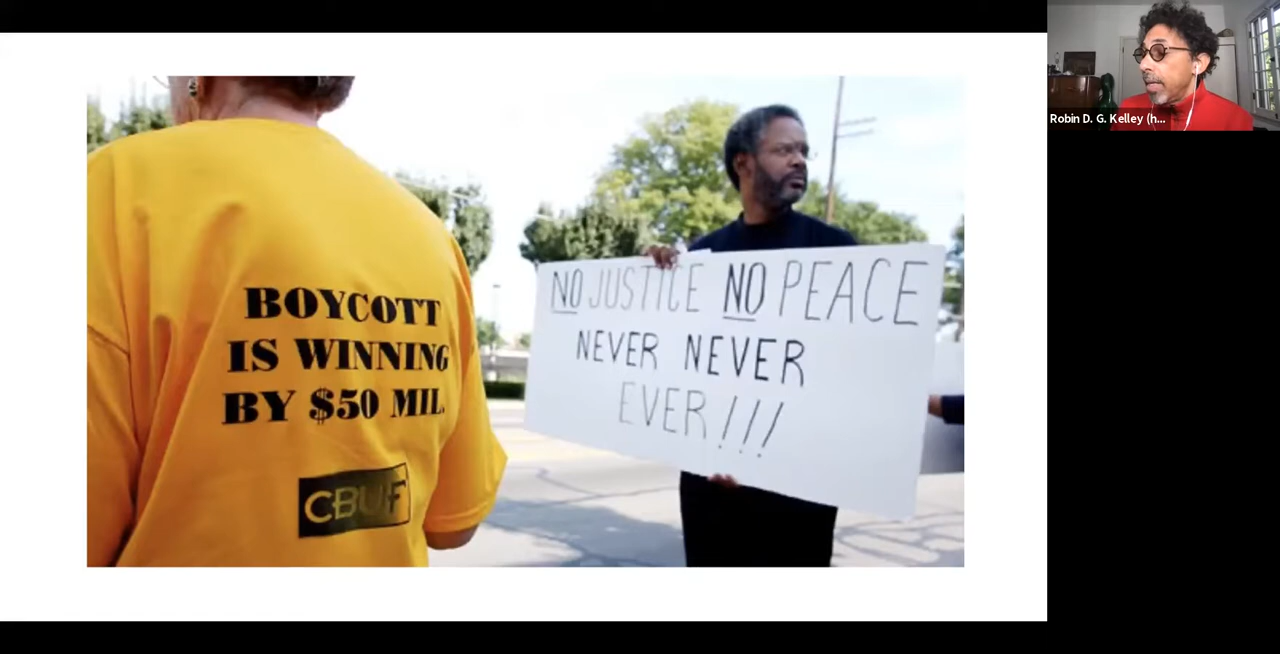 BOYCOTT
IS WINNING
BY $50 MIL.
CBUF
NO JUSTICE NO PEACE
NEVER NEVER
EVER!!!
Robin D. G. Kelley (h...